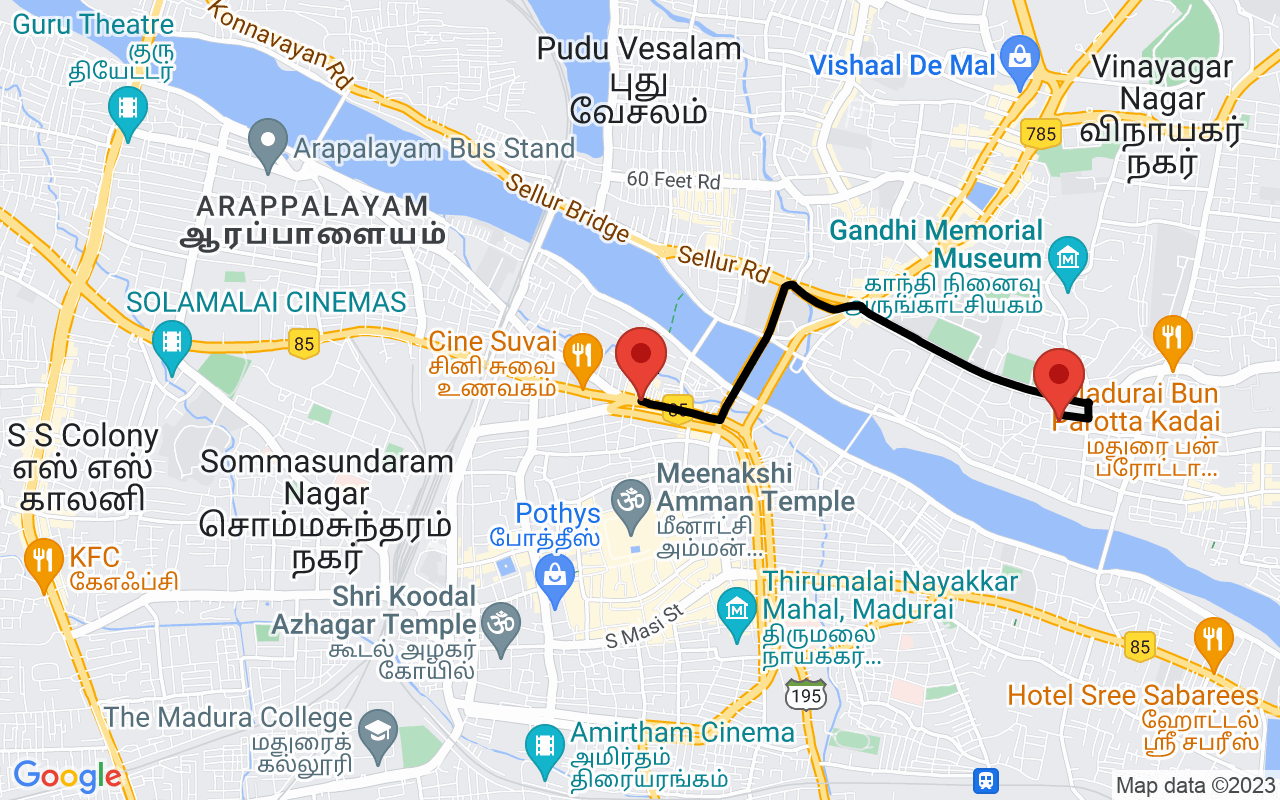 Guru Theatre
குரு
தியேட்டர்
Konnavayan Rd
Pudu Vesalam
புது
வேசலம்
Vishaal De Mal
Vinayagar
Nagar
விநாயகர்
நகர்
785
Arapalayam Bus Stand
60 Feet Rd
Sellur Bridge
ARAPPALAYAM
ஆரப்பாளையம்
Sellur Rd
Gandhi Memorial
Museum
காந்தி நினைவு
அருங்காட்சியகம்
SOLAMALAI CINEMAS
85
Cine Suvai
சினி சுவை
உணவகம்
85
Madurai Bun
Parotta Kadai
மதுரை பன்
ப்ரோட்டா...
S S Colony
எஸ் எஸ்
காலனி
Sommasundaram
Nagar
சொம்மசுந்தரம்
நகர்
Meenakshi
Amman Temple
மீனாட்சி
அம்மன்...
Pothys
போத்தீஸ்
KFC
கேஎஃப்சி
Shri Koodal
Azhagar Temple
கூடல் அழகர்
கோயில்
S Masi St
Thirumalai Nayakkar
Mahal, Madurai
திருமலை
நாயக்கர்...
85
195
Hotel Sree Sabarees
ஹோட்டல்
ஸ்ரீ சபரீஸ்
The Madura College
மதுரைக்
கல்லூரி
Amirtham Cinema
அமிர்தம்
திரையரங்கம்
Google
Map data ©2023